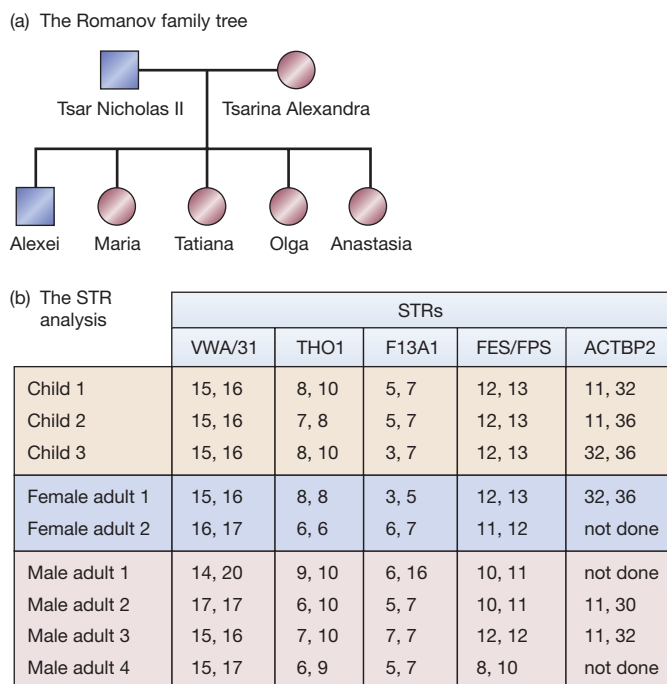 (a) The Romanov family tree
Tsar Nicholas II Tsarina Alexandra
Alexei Maria Tatiana Olga Anastasia
(b) The STR analysis
STRs
VWA/31 THO1 F13A1 FES/FPS ACTBP2
Child 1 15, 16 8, 10 5, 7 12, 13 11, 32
Child 2 15, 16 7, 8 5, 7 12, 13 11, 36
Child 3 15, 16 8, 10 3, 7 12, 13 32, 36
Female adult 1 15, 16 8, 8 3, 5 12, 13 32, 36
Female adult 2 16, 17 6, 6 6, 7 11, 12 not done
Male adult 1 14, 20 9, 10 6, 16 10, 11 not done
Male adult 2 17, 17 6, 10 5, 7 10, 11 11, 30
Male adult 3 15, 16 7, 10 7, 7 12, 12 11, 32
Male adult 4 15, 17 6, 9 5, 7 8, 10 not done